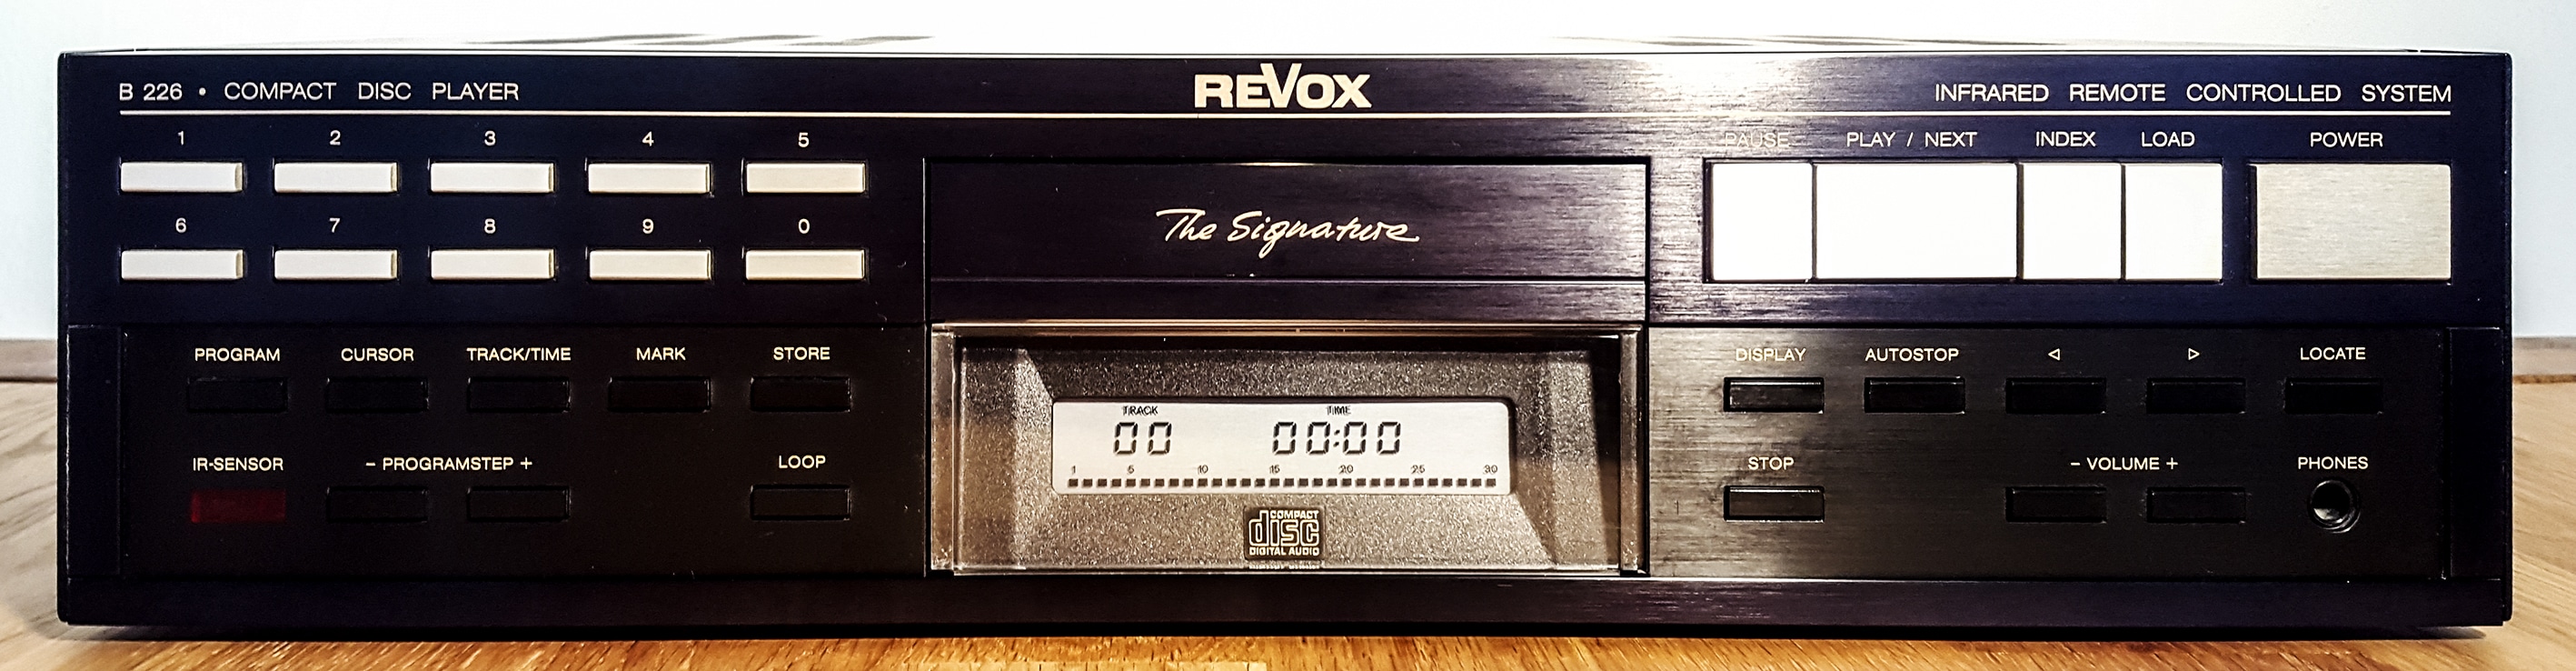 B 226 • COMPACT DISC PLAYER
REVOX
INFRARED REMOTE CONTROLLED SYSTEM
1 2 3 4 5
PAUSE PLAY / NEXT INDEX LOAD POWER
6 7 8 9 0
The Signature
PROGRAM CURSOR TRACK/TIME MARK STORE
DISPLAY AUTOSTOP ◁ ▷ LOCATE
TRACK TIME
00 00:00
1 5 10 15 20 25 30
IR-SENSOR - PROGRAMSTEP + LOOP
STOP - VOLUME + PHONES
COMPACT
disc
DIGITAL AUDIO